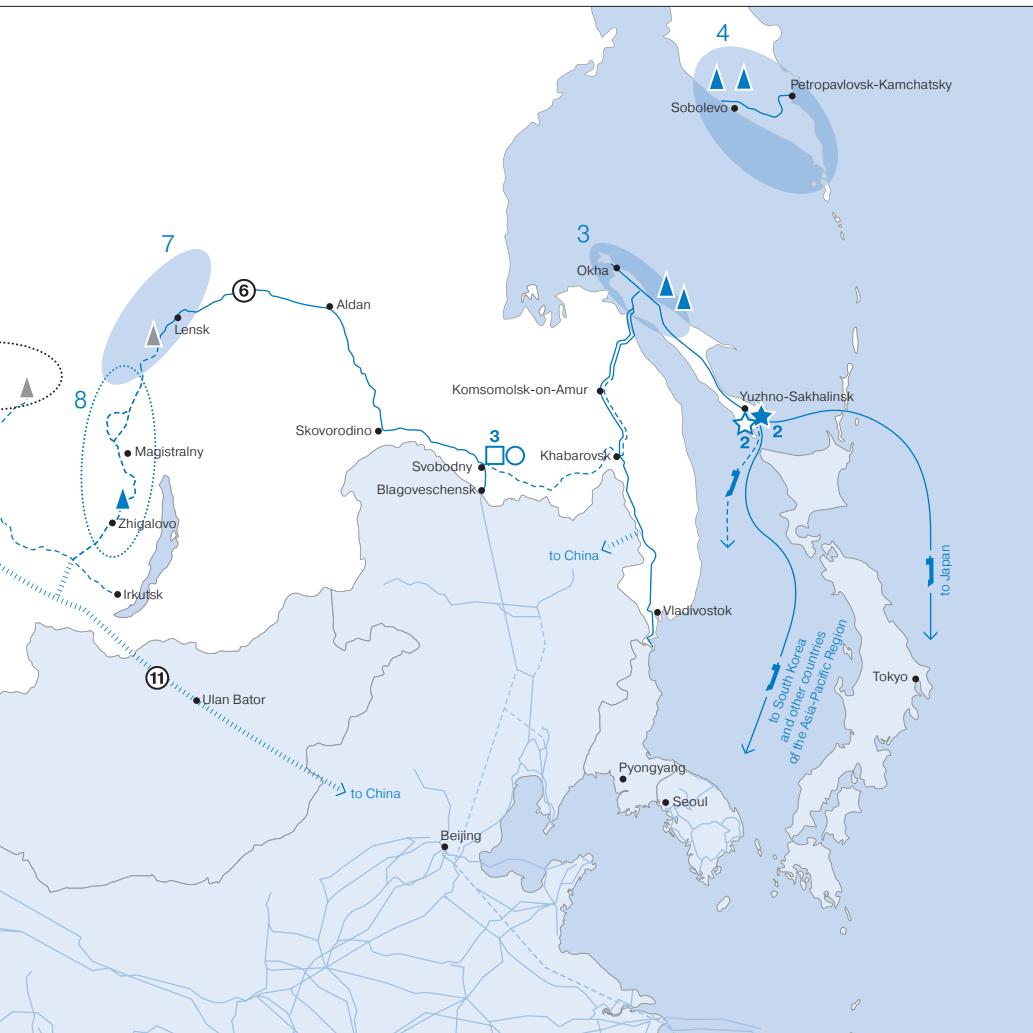 4
Petropavlovsk-Kamchatsky
Sobolevo
7
3
Okha
6
Aldan
Lensk
8
Komsomolsk-on-Amur
Yuzhno-Sakhalinsk
2
2
Skovorodino
3
Magistralny
Khabarovsk
Svobodny
Blagoveschensk
Zhigalovo
to China
to Japan
Irkutsk
Vladivostok
to South Korea
and other countries
of the Asia-Pacific Region
11
Ulan Bator
Tokyo
Pyongyang
to China
Seoul
Beijing